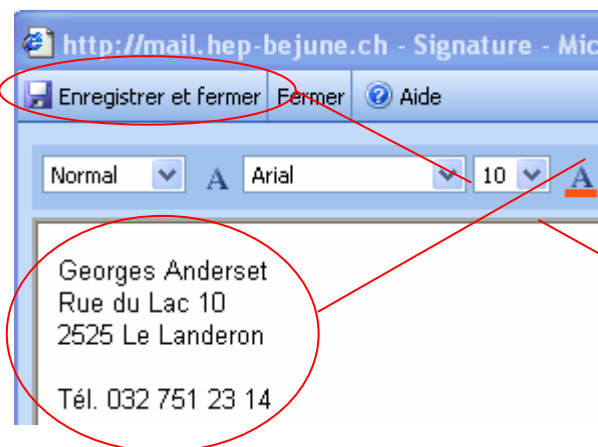 http://mail.hep-bejune.ch - Signature - Mic
Enregistrer et fermer Fermer Aide
Normal A Arial 10 A
Georges Anderset
Rue du Lac 10
2525 Le Landeron
Tél. 032 751 23 14